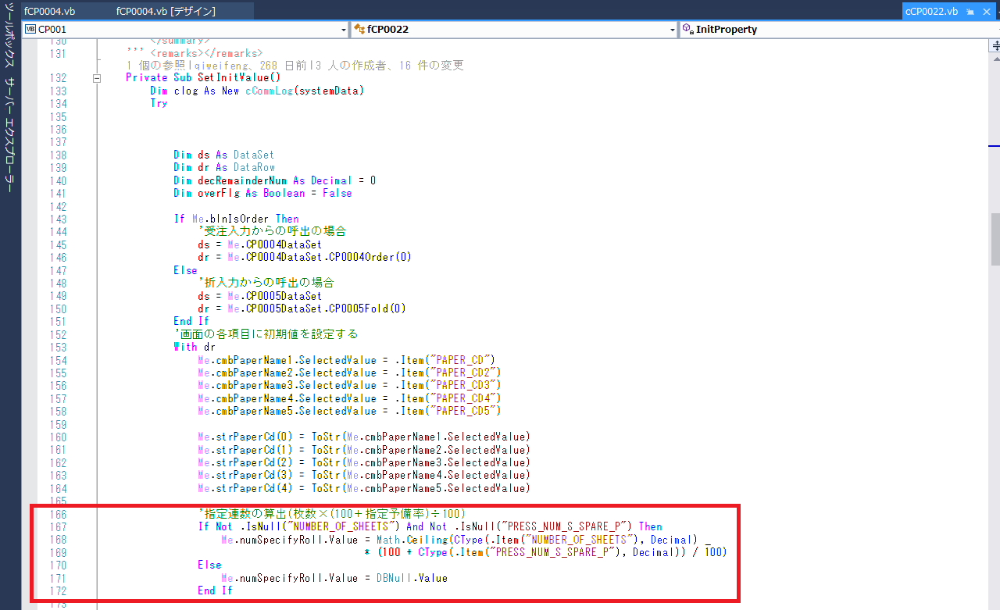 fCP0004.vb fCP0004.vb [デザイン] cCP0022.vb
ツールボックス サーバー エクスプローラー
CP001 fCP0022 InitProperty
130 </summary>
131 ''' <remarks></remarks>
1 個の参照|qiweifeng、268 日前|3 人の作成者、16 件の変更
132 Private Sub SetInitValue()
133 Dim clog As New cCommLog(systemData)
134 Try
135
136
137
138 Dim ds As DataSet
139 Dim dr As DataRow
140 Dim decRemainderNum As Decimal = 0
141 Dim overFlg As Boolean = False
142
143 If Me.blnIsOrder Then
144 '受注入力からの呼出の場合
145 ds = Me.CP0004DataSet
146 dr = Me.CP0004DataSet.CP0004Order(0)
147 Else
148 '折入力からの呼出の場合
149 ds = Me.CP0005DataSet
150 dr = Me.CP0005DataSet.CP0005Fold(0)
151 End If
152 '画面の各項目に初期値を設定する
153 With dr
154 Me.cmbPaperName1.SelectedValue = .Item("PAPER_CD")
155 Me.cmbPaperName2.SelectedValue = .Item("PAPER_CD2")
156 Me.cmbPaperName3.SelectedValue = .Item("PAPER_CD3")
157 Me.cmbPaperName4.SelectedValue = .Item("PAPER_CD4")
158 Me.cmbPaperName5.SelectedValue = .Item("PAPER_CD5")
159
160 Me.strPaperCd(0) = ToStr(Me.cmbPaperName1.SelectedValue)
161 Me.strPaperCd(1) = ToStr(Me.cmbPaperName2.SelectedValue)
162 Me.strPaperCd(2) = ToStr(Me.cmbPaperName3.SelectedValue)
163 Me.strPaperCd(3) = ToStr(Me.cmbPaperName4.SelectedValue)
164 Me.strPaperCd(4) = ToStr(Me.cmbPaperName5.SelectedValue)
165
166 '指定連数の算出(枚数×(100＋指定予備率)÷100)
167 If Not .IsNull("NUMBER_OF_SHEETS") And Not .IsNull("PRESS_NUM_S_SPARE_P") Then
168 Me.numSpecifyRoll.Value = Math.Ceiling(CType(.Item("NUMBER_OF_SHEETS"), Decimal) _
169 * (100 + CType(.Item("PRESS_NUM_S_SPARE_P"), Decimal)) / 100)
170 Else
171 Me.numSpecifyRoll.Value = DBNull.Value
172 End If
173